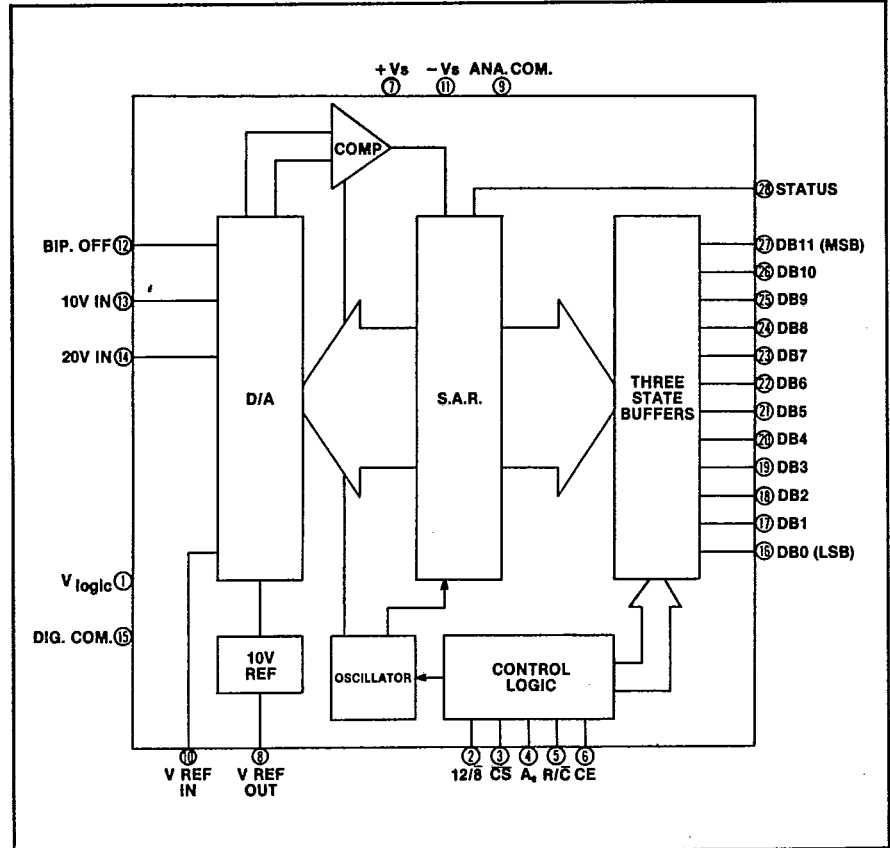 +Vs −Vs ANA. COM.
7 11 9
COMP
28 STATUS
BIP. OFF 12
10V IN 13
20V IN 14
D/A
S.A.R.
THREE
STATE
BUFFERS
27 DB11 (MSB)
26 DB10
25 DB9
24 DB8
23 DB7
22 DB6
21 DB5
20 DB4
19 DB3
18 DB2
17 DB1
16 DB0 (LSB)
V logic 1
DIG. COM. 15
10V
REF
OSCILLATOR
CONTROL
LOGIC
10 8 2 3 4 5 6
V REF
IN
V REF
OUT
12/8̅ C̅S̅ A₀ R/C̅ CE